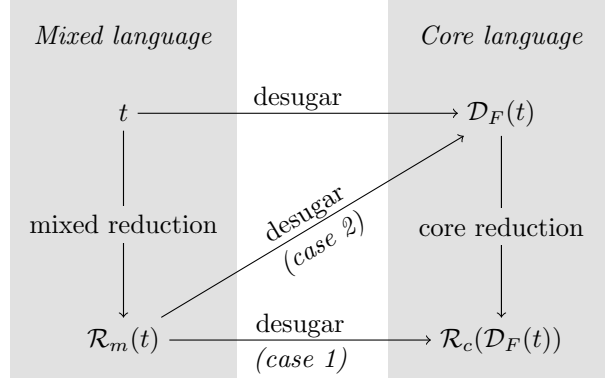 Mixed language
Core language
t
desugar
𝒟_F(t)
desugar
(case 2)
mixed reduction
core reduction
ℛ_m(t)
desugar
(case 1)
ℛ_c(𝒟_F(t))